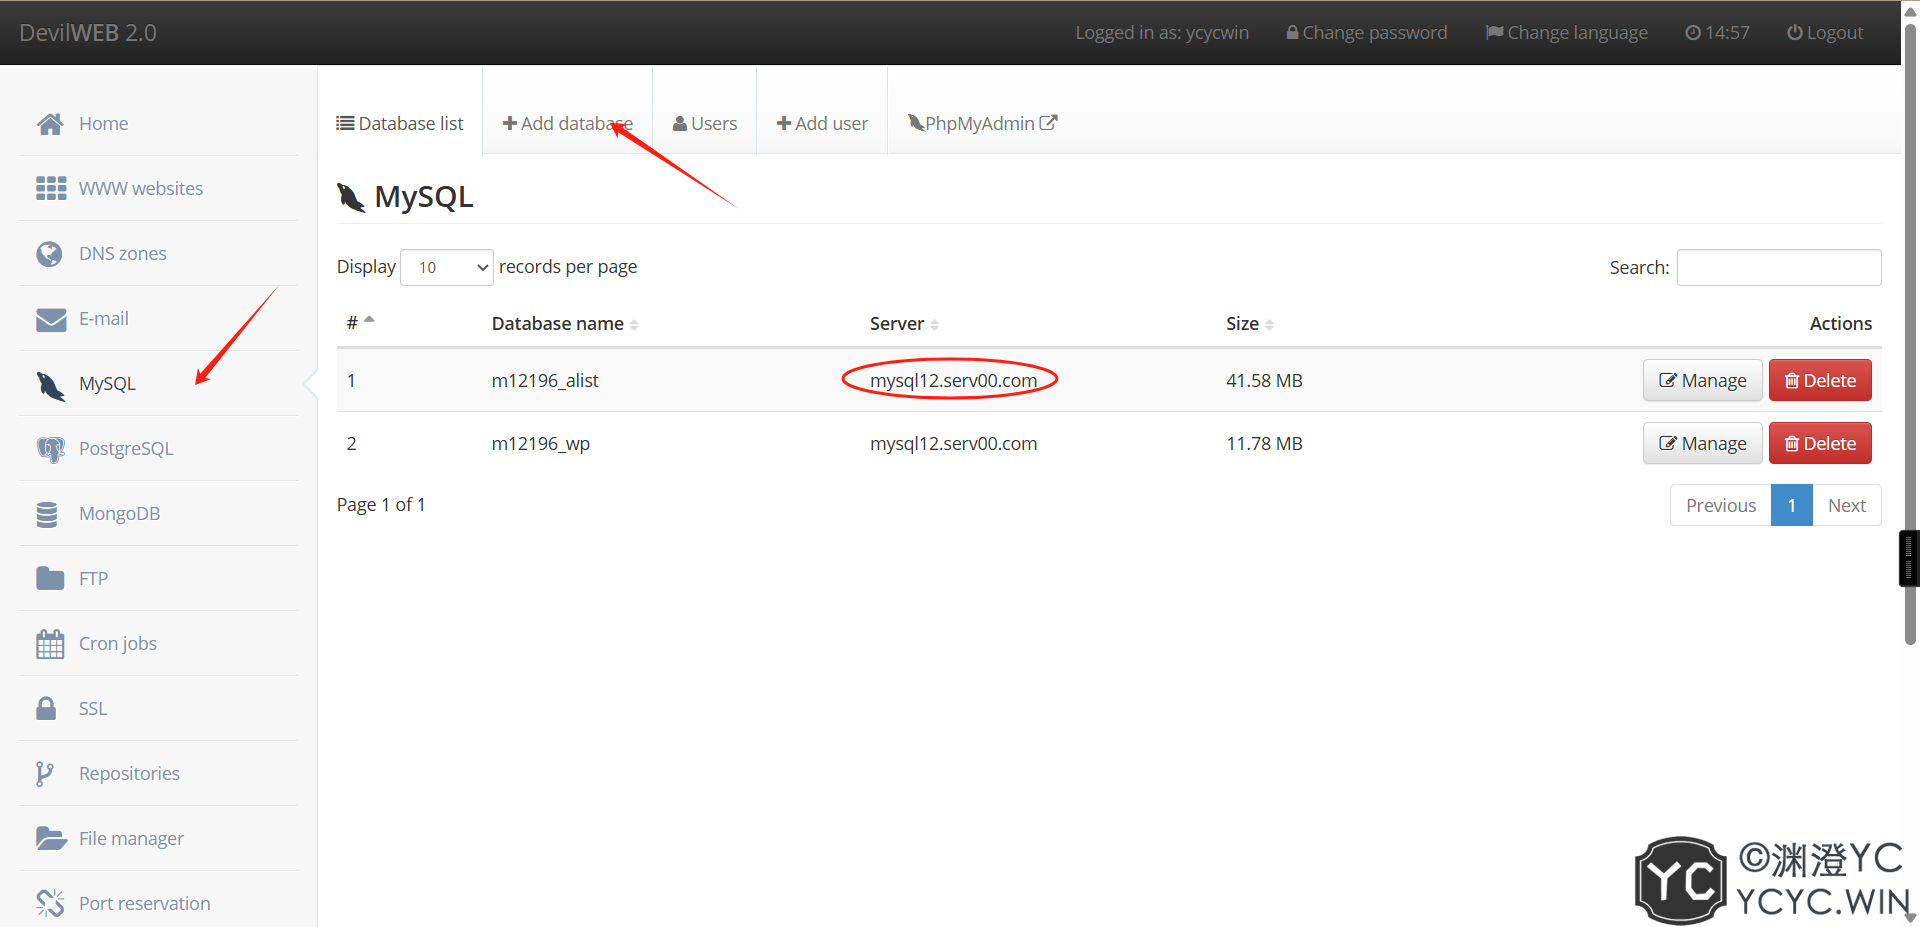 DevilWEB 2.0
Logged in as: ycycwin
Change password
Change language
14:57
Logout
Home
WWW websites
DNS zones
E-mail
MySQL
PostgreSQL
MongoDB
FTP
Cron jobs
SSL
Repositories
File manager
Port reservation
Database list
Add database
Users
Add user
PhpMyAdmin
MySQL
Display 10 records per page
Search:
# Database name Server Size Actions
1 m12196_alist mysql12.serv00.com 41.58 MB Manage Delete
2 m12196_wp mysql12.serv00.com 11.78 MB Manage Delete
Page 1 of 1
Previous 1 Next
YC
©渊澄YC
YCYC.WIN